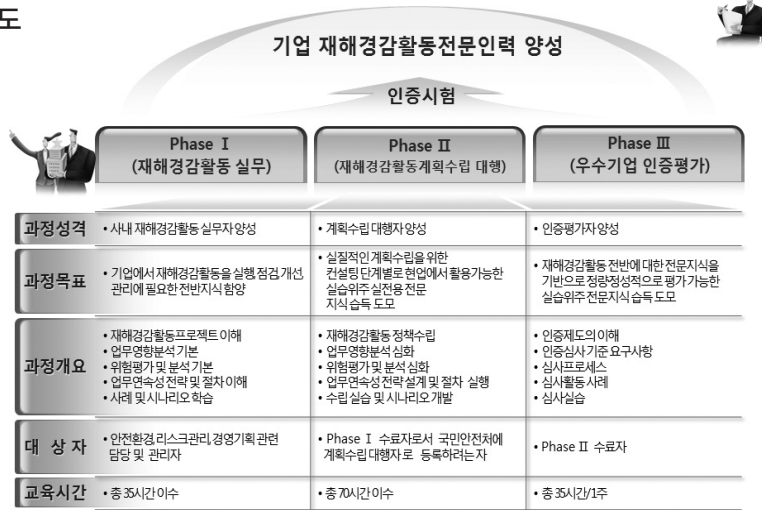 도
기업 재해경감활동전문인력 양성
인증시험
Phase Ⅰ
(재해경감활동 실무)
Phase Ⅱ
(재해경감활동계획수립 대행)
Phase Ⅲ
(우수기업 인증평가)
과정성격
• 사내 재해경감활동 실무자 양성
• 계획수립 대행자 양성
• 인증평가자 양성
과정목표
• 기업에서 재해경감활동을 실행,점검,개선,
관리에 필요한 전반지식 함양
• 실질적인 계획수립을 위한
컨설팅 단계별로 현업에서 활용가능한
실습위주 실전용 전문
지식 습득 도모
• 재해경감활동 전반에 대한 전문지식을
기반으로 정량정성적으로 평가 가능한
실습위주 전문지식 습득 도모
과정개요
• 재해경감활동프로젝트 이해
• 업무영향분석 기본
• 위험평가 및 분석 기본
• 업무연속성 전략 및 절차 이해
• 사례 및 시나리오 학습
• 재해경감활동 정책수립
• 업무영향분석 심화
• 위험평가 및 분석 심화
• 업무연속성 전략 설계 및 절차 실행
• 수립 실습 및 시나리오 개발
• 인증제도의 이해
• 인증심사 기준 요구사항
• 심사프로세스
• 심사활동 사례
• 심사실습
대 상 자
• 안전환경,리스크관리,경영기획 관련
담당 및 관리자
• Phase Ⅰ 수료자로서 국민안전처에
계획수립 대행자로 등록하려는 자
• Phase Ⅱ 수료자
교육시간
• 총 35시간 이수
• 총 70시간 이수
• 총 35시간/1주